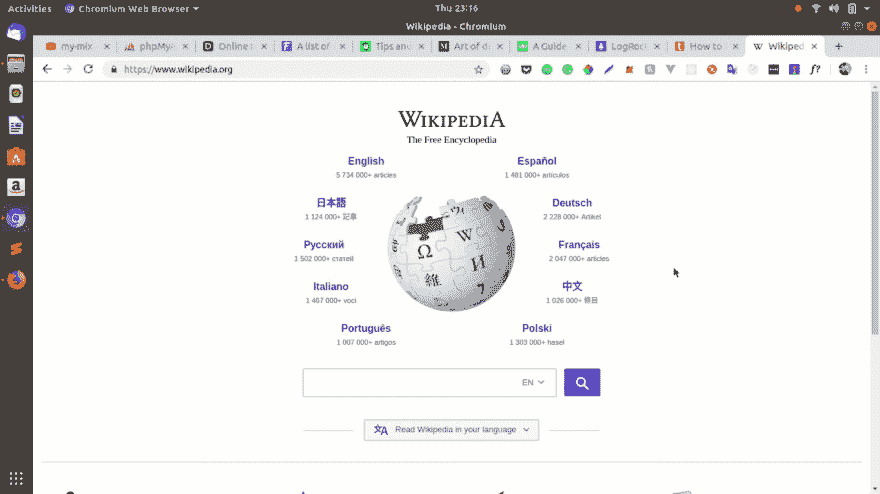 Activities Chromium Web Browser Thu 23:16
Wikipedia - Chromium
my-mix phpMy Online A list of Tips and Art of d A Guide LogRoc How to Wikiped
https://www.wikipedia.org
WIKIPEDIA
The Free Encyclopedia
English Español
5 734 000+ articles 1 481 000+ artículos
日本語 Deutsch
1 124 000+ 記事 2 228 000+ Artikel
Русский Français
1 502 000+ статей 2 047 000+ articles
Italiano 中文
1 467 000+ voci 1 026 000+ 條目
Português Polski
1 007 000+ artigos 1 303 000+ haseł
EN
Read Wikipedia in your language